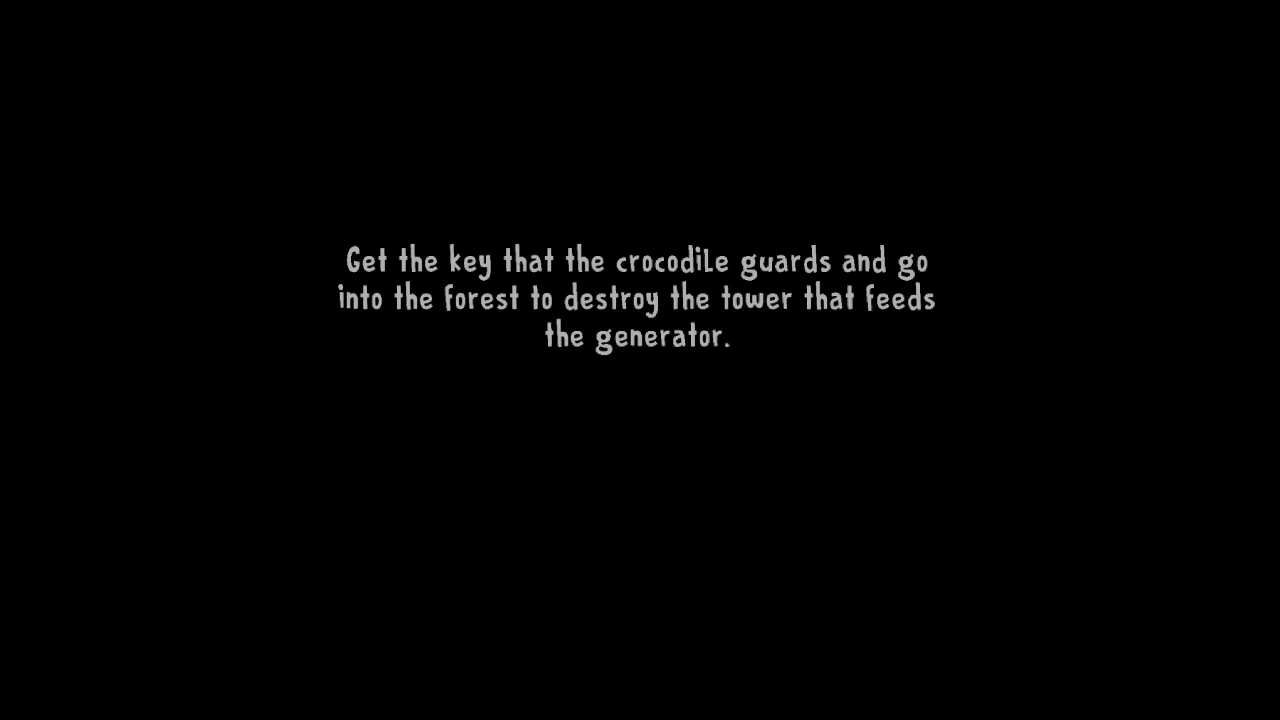 Get the key that the crocodile guards and go
into the forest to destroy the tower that feeds
the generator.